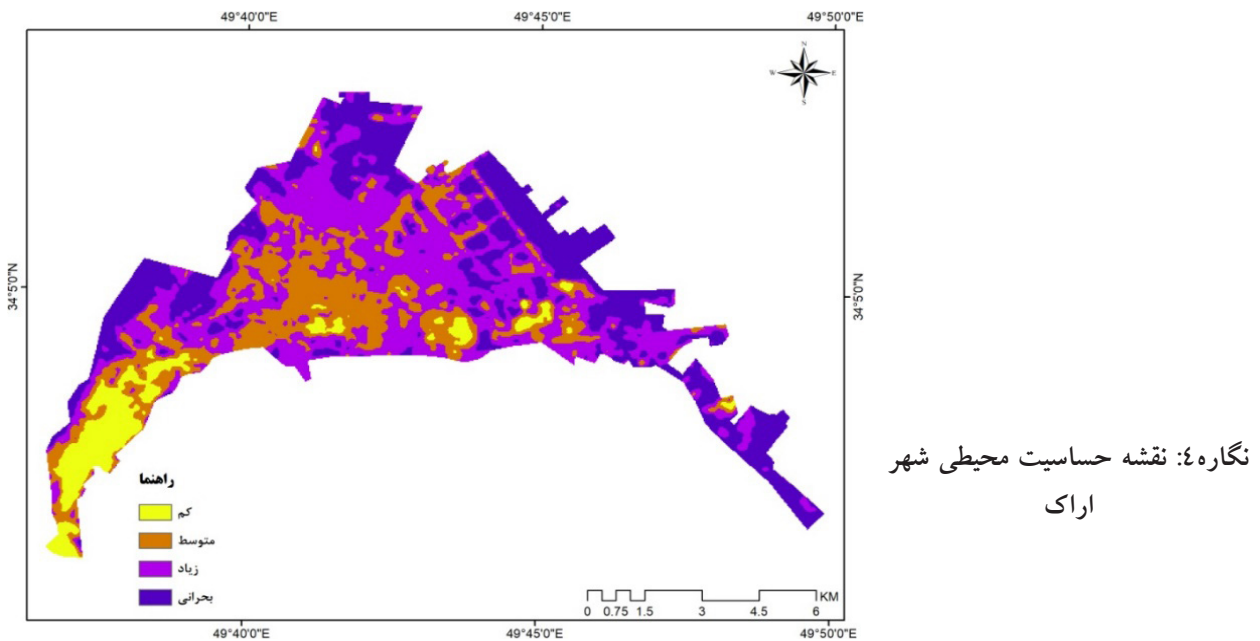 49°40'0"E
49°45'0"E
49°50'0"E
N
W
E
S
34°5'0"N
34°5'0"N
راهنما
کم
متوسط
زیاد
بحرانی
KM
0 0.75 1.5 3 4.5 6
49°40'0"E
49°45'0"E
49°50'0"E
نگاره٤: نقشه حساسیت محیطی شهر
اراک